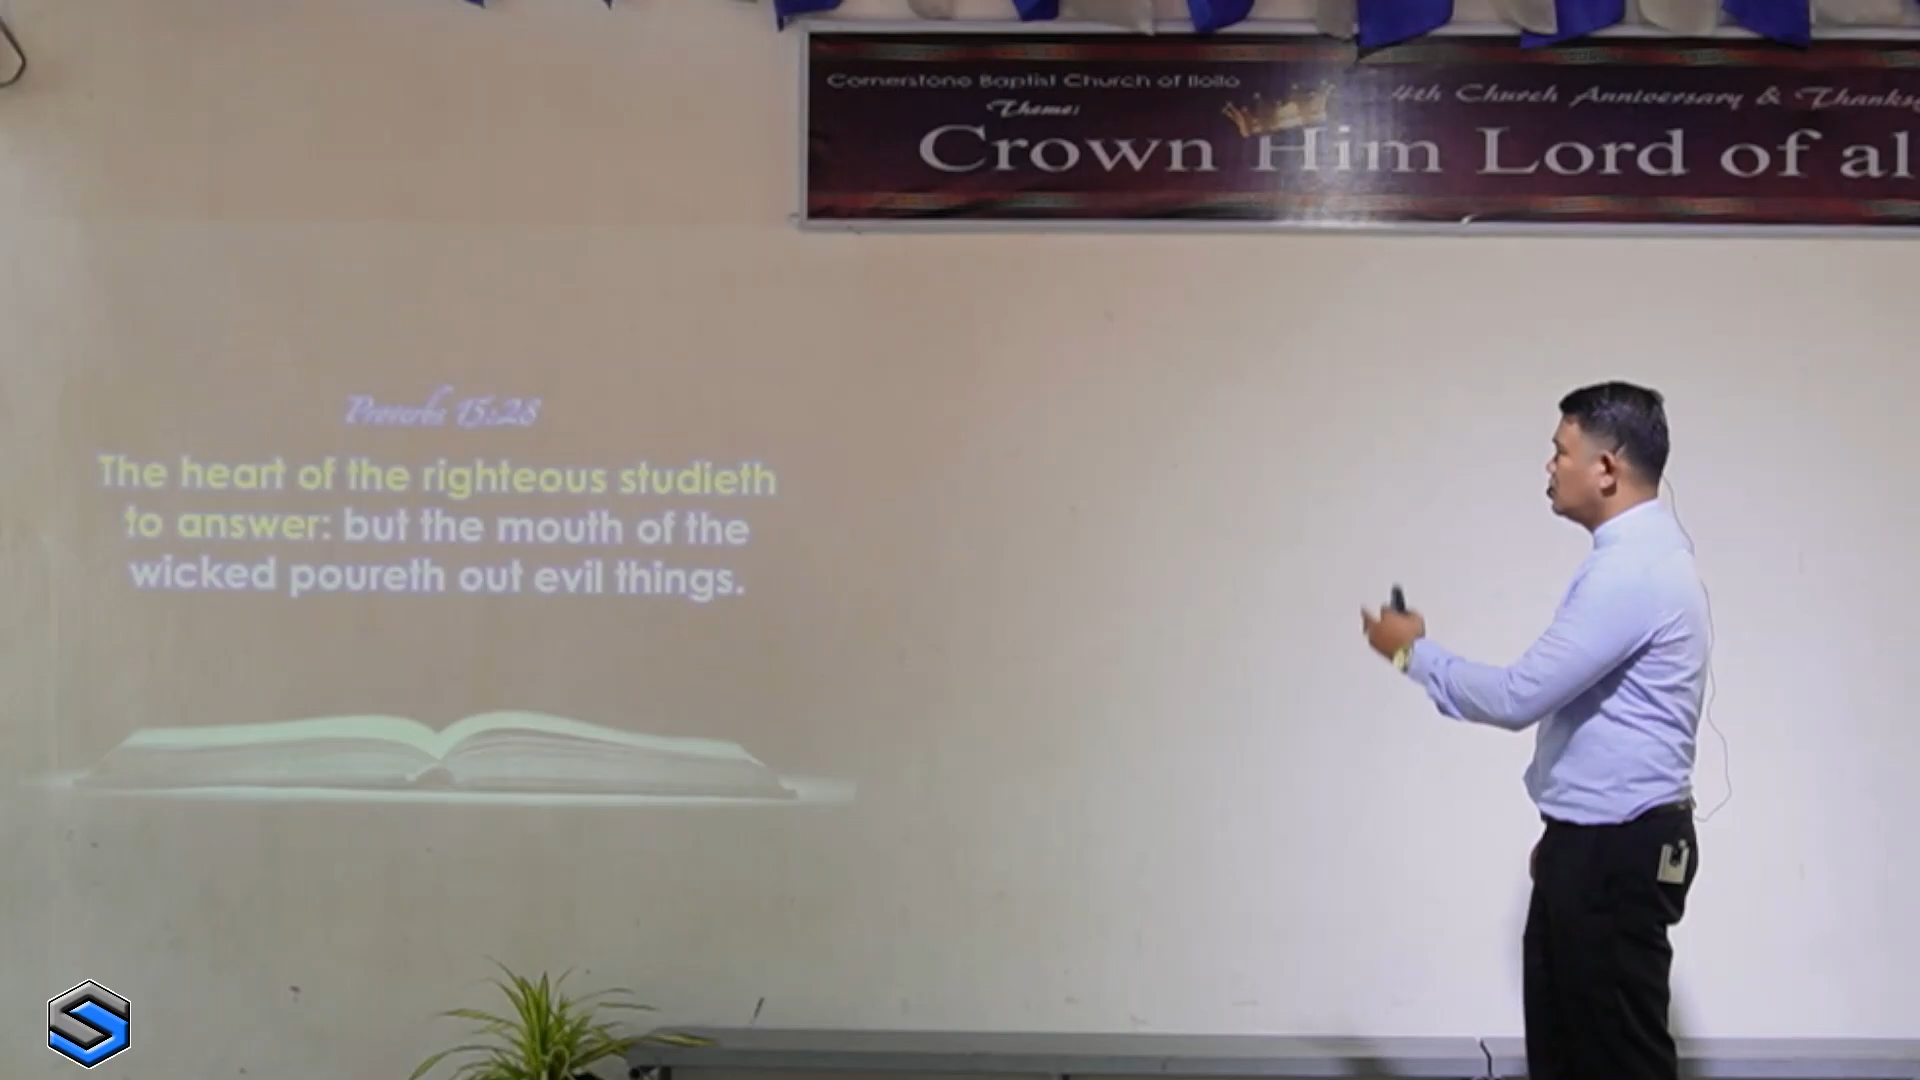 Cornerstone Baptist Church of Iloilo
4th Church Anniversary &
Theme:
Crown Him Lord of al
Proverbs 15:28
The heart of the righteous studieth
to answer: but the mouth of the
wicked poureth out evil things.